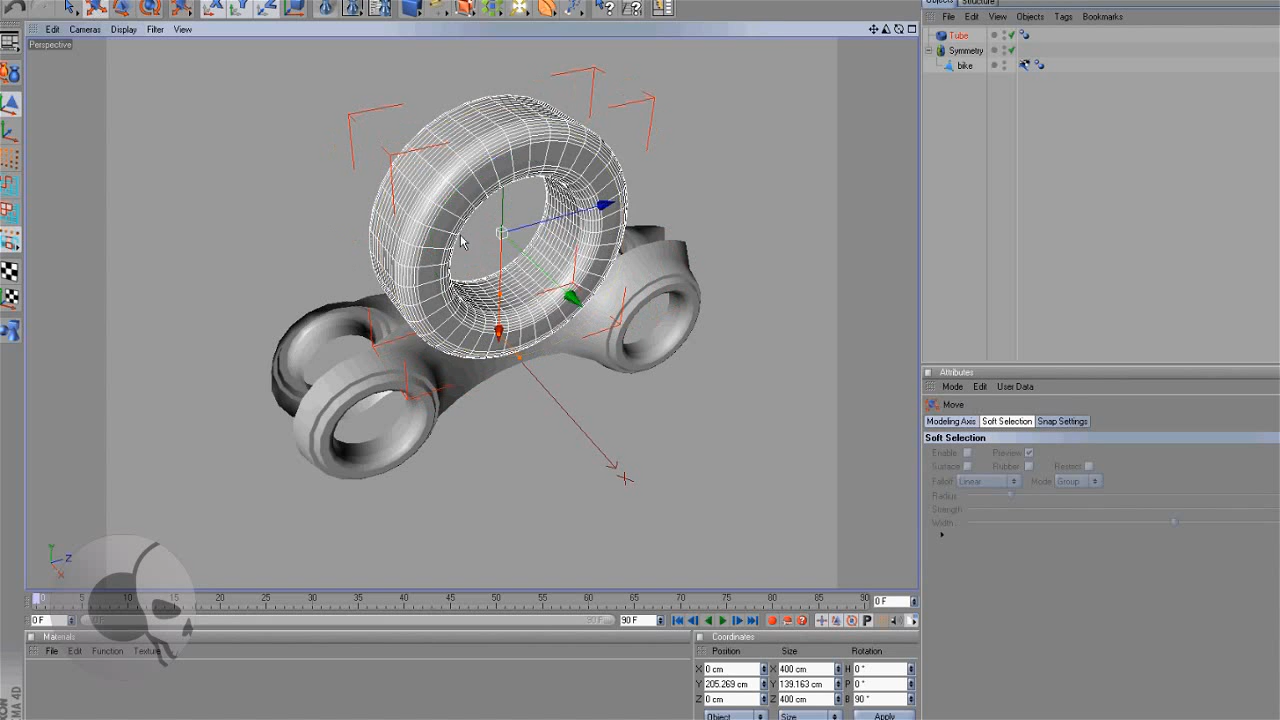 Objects Structure
File Edit View Objects Tags Bookmarks
Edit Cameras Display Filter View
Perspective
Tube
Symmetry
bike
Attributes
Mode Edit User Data
Move
Modeling Axis Soft Selection Snap Settings
Soft Selection
Enable Preview
Surface Rubber Restrict
Falloff Linear Mode Group
Radius
Strength
Width
Y
Z
X
0 5 10 15 20 25 30 35 40 45 50 55 60 65 70 75 80 85 90 0 F
0 F 0 F 90 F 90 F
Materials
File Edit Function Texture
Coordinates
Position Size Rotation
X 0 cm X 400 cm H 0 °
Y 205.269 cm Y 139.163 cm P 0 °
Z 0 cm Z 400 cm B 90 °
Object Size Apply